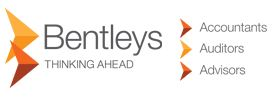 Bentleys
THINKING AHEAD
Accountants
Auditors
Advisors